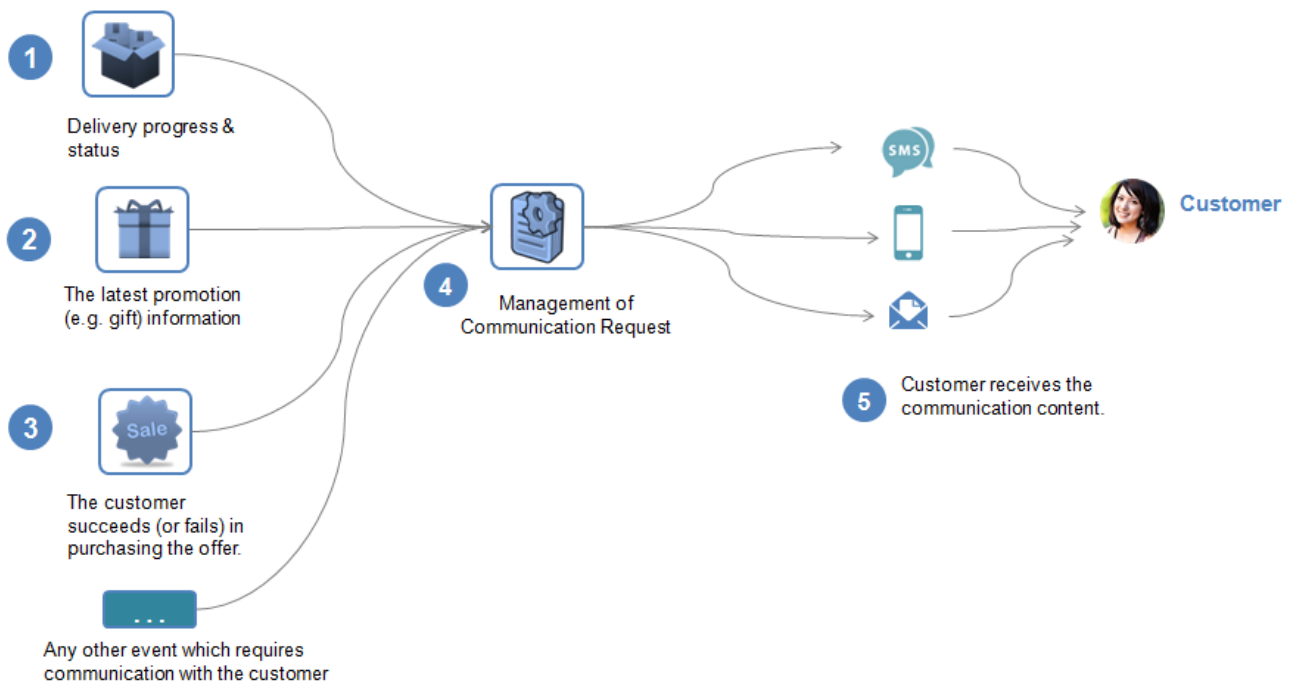 1
Delivery progress &
status
2
The latest promotion
(e.g. gift) information
3
Sale
The customer
succeeds (or fails) in
purchasing the offer.
...
Any other event which requires
communication with the customer
4
Management of
Communication Request
SMS
5
Customer receives the
communication content.
Customer